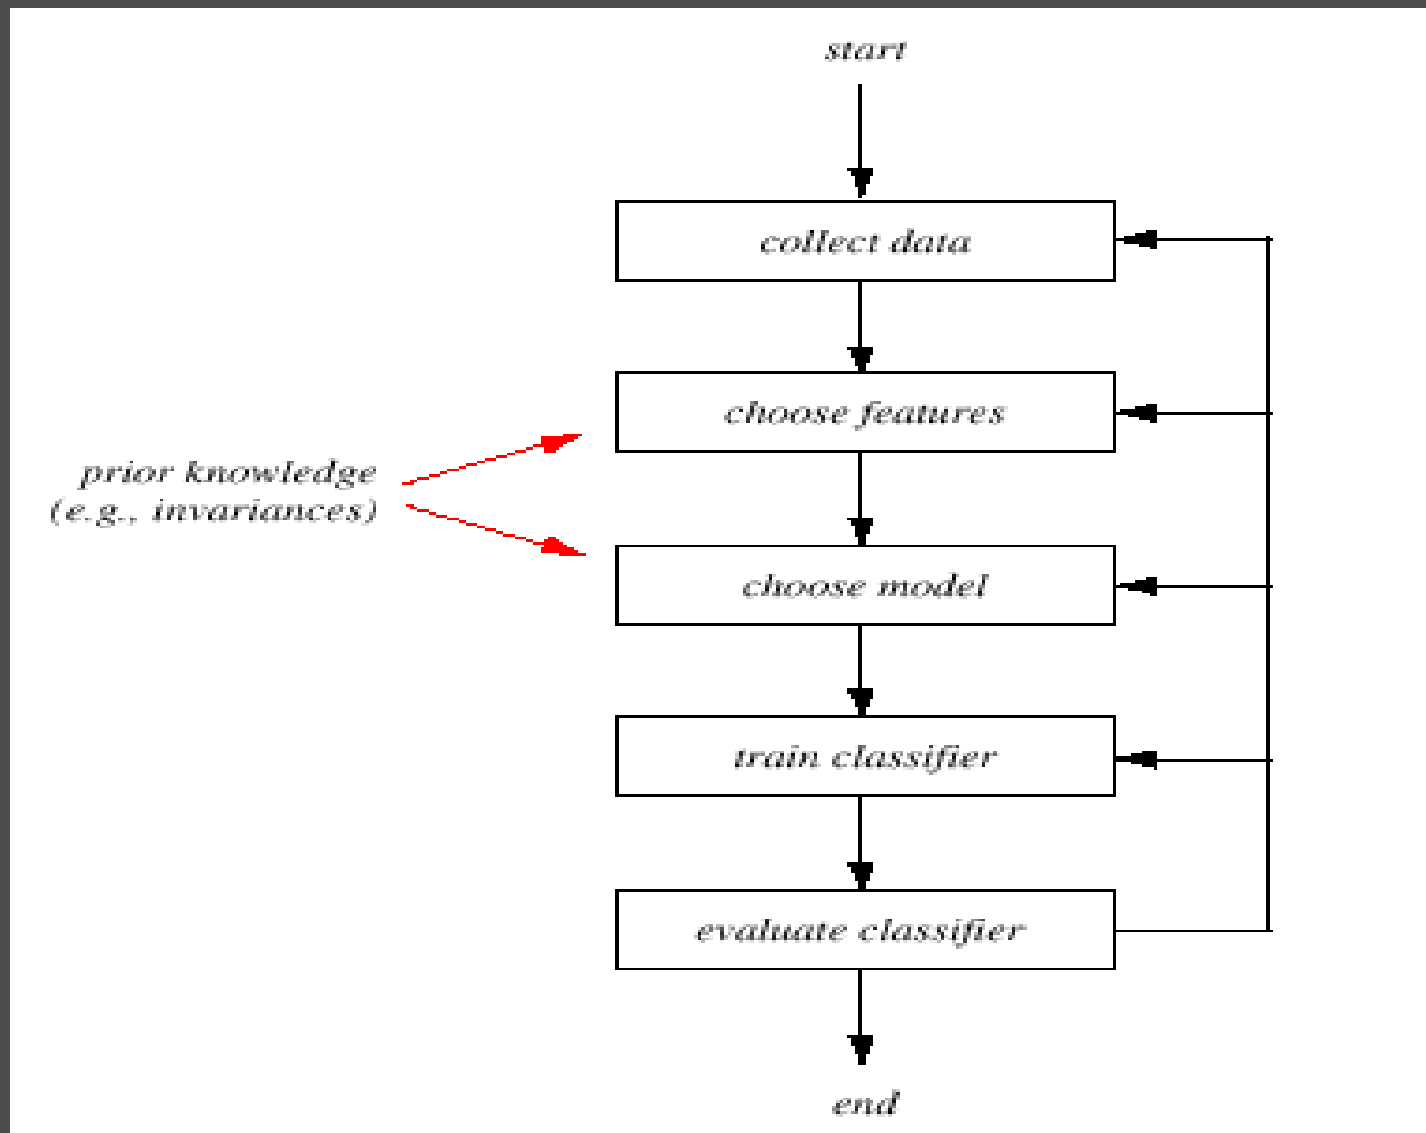 start
collect data
choose features
prior knowledge
(e.g., invariances)
choose model
train classifier
evaluate classifier
end